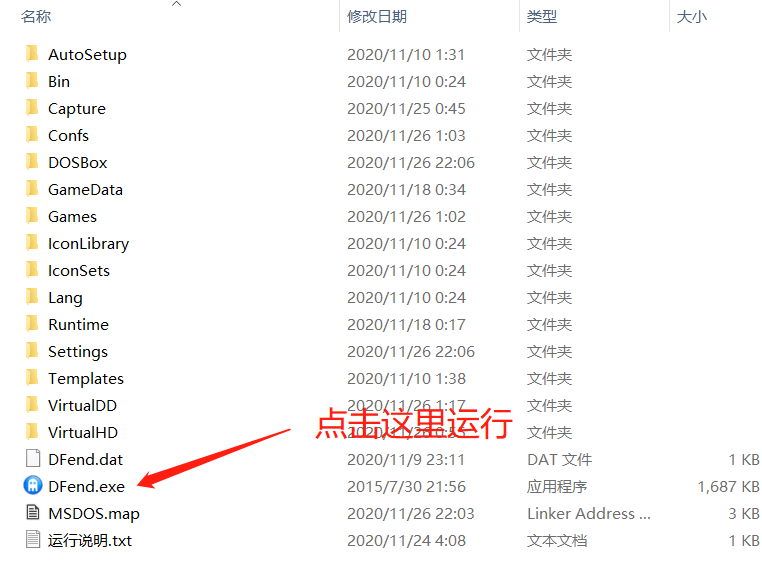 名称 修改日期 类型 大小
AutoSetup 2020/11/10 1:31 文件夹
Bin 2020/11/10 0:24 文件夹
Capture 2020/11/25 0:45 文件夹
Confs 2020/11/26 1:03 文件夹
DOSBox 2020/11/26 22:06 文件夹
GameData 2020/11/18 0:34 文件夹
Games 2020/11/26 1:02 文件夹
IconLibrary 2020/11/10 0:24 文件夹
IconSets 2020/11/10 0:24 文件夹
Lang 2020/11/10 0:24 文件夹
Runtime 2020/11/18 0:17 文件夹
Settings 2020/11/26 22:06 文件夹
Templates 2020/11/10 1:38 文件夹
VirtualDD 2020/11/26 1:17 文件夹
点击这里运行
VirtualHD 文件夹
DFend.dat 2020/11/9 23:11 DAT 文件 1 KB
DFend.exe 2015/7/30 21:56 应用程序 1,687 KB
MSDOS.map 2020/11/26 22:03 Linker Address ... 3 KB
运行说明.txt 2020/11/24 4:08 文本文档 1 KB